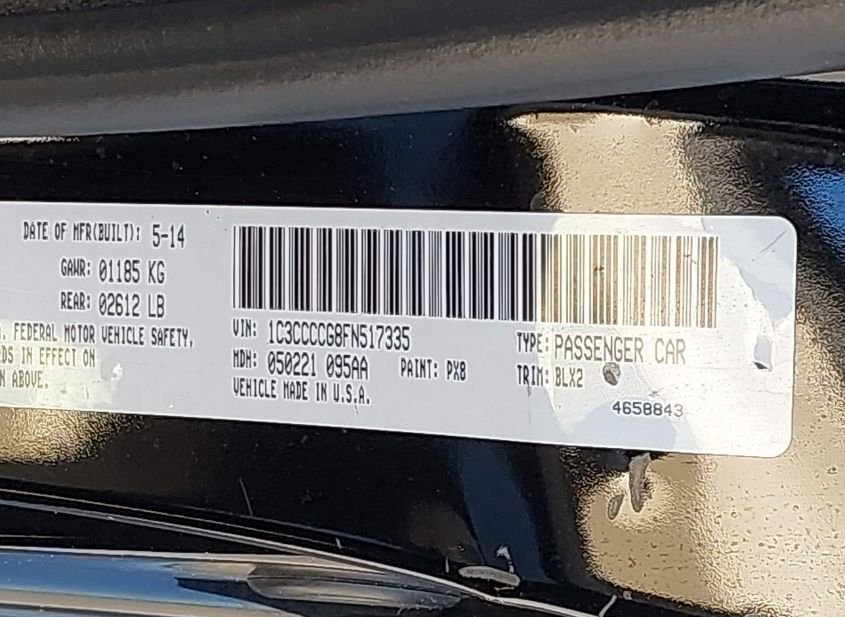 DATE OF MFR(BUILT): 5-14
GAWR: 01185 KG
REAR: 02612 LB
FEDERAL MOTOR VEHICLE SAFETY,
IN EFFECT ON
ABOVE.
VIN: 1C3CCCCG8FN517335
MDH: 050221 095AA PAINT: PX8
VEHICLE MADE IN U.S.A.
TYPE: PASSENGER CAR
TRIM: BLX2
4658843